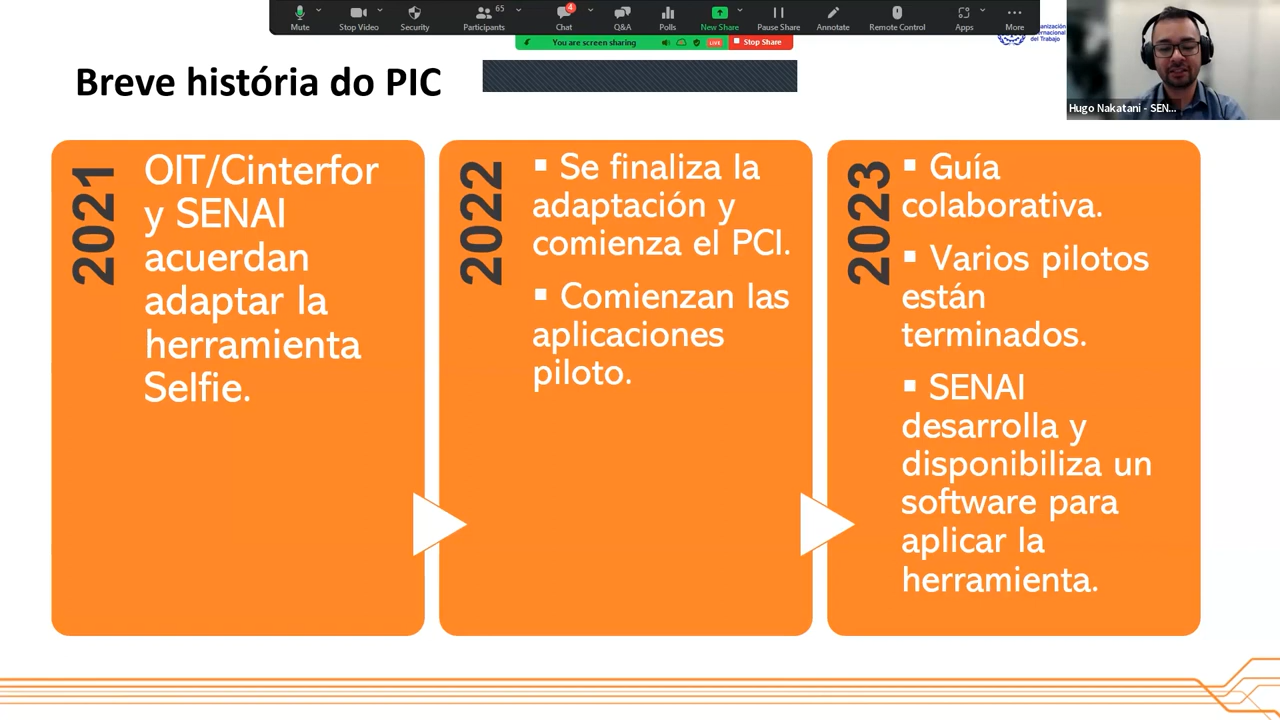 Mute
Stop Video
Security
65
Participants
4
Chat
Q&A
Polls
New Share
Pause Share
Annotate
Remote Control
Apps
More
You are screen sharing
LIVE
Stop Share
del Trabajo
Hugo Nakatani - SEN...
Breve história do PIC
2021
OIT/Cinterfor
y SENAI
acuerdan
adaptar la
herramienta
Selfie.
2022
▪ Se finaliza la
adaptación y
comienza el PCI.
▪ Comienzan las
aplicaciones
piloto.
2023
▪ Guía
colaborativa.
▪ Varios pilotos
están
terminados.
▪ SENAI
desarrolla y
disponibiliza un
software para
aplicar la
herramienta.